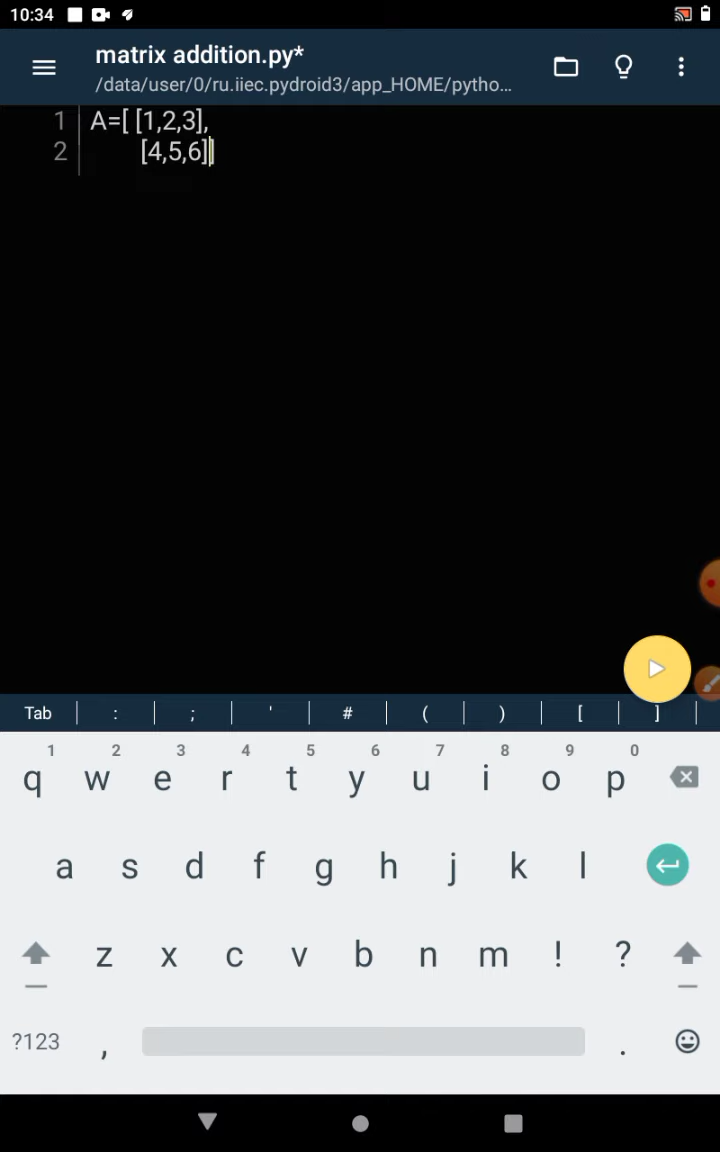 10:34
matrix addition.py*
/data/user/0/ru.iiec.pydroid3/app_HOME/pytho...
1 A=[ [1,2,3],
2 [4,5,6]]
Tab : ; ' # ( ) [ ]
1 2 3 4 5 6 7 8 9 0
q w e r t y u i o p
a s d f g h j k l
z x c v b n m ! ?
?123 , .